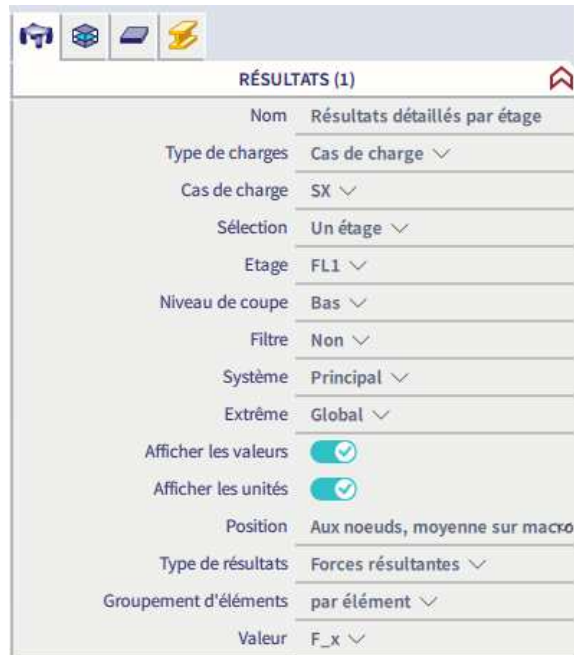 RÉSULTATS (1)
Nom Résultats détaillés par étage
Type de charges Cas de charge
Cas de charge SX
Sélection Un étage
Etage FL1
Niveau de coupe Bas
Filtre Non
Système Principal
Extrême Global
Afficher les valeurs
Afficher les unités
Position Aux noeuds, moyenne sur macro
Type de résultats Forces résultantes
Groupement d'éléments par élément
Valeur F_x